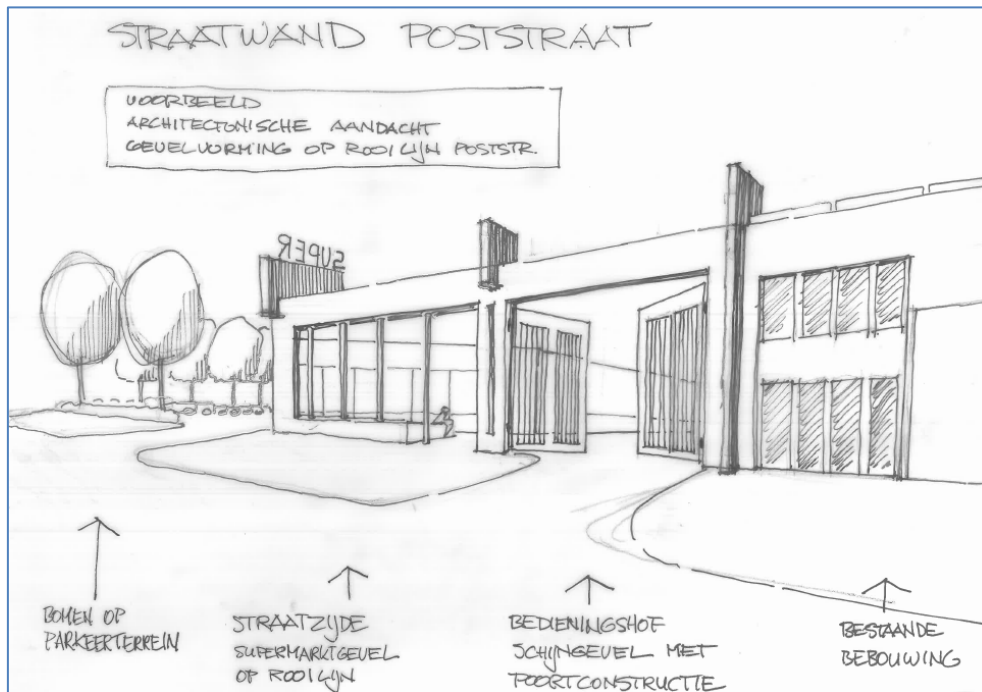 STRAATWAND POSTSTRAAT
VOORBEELD
ARCHITECTONISCHE AANDACHT
GEVELVORMING OP ROOILIJN POSTSTR.
SUPER
BOMEN OP
PARKEERTERREIN
STRAATZIJDE
SUPERMARKTGEVEL
OP ROOILIJN
BEDIENINGSHOF
SCHIJNGEVEL MET
POORTCONSTRUCTIE
BESTAANDE
BEBOUWING